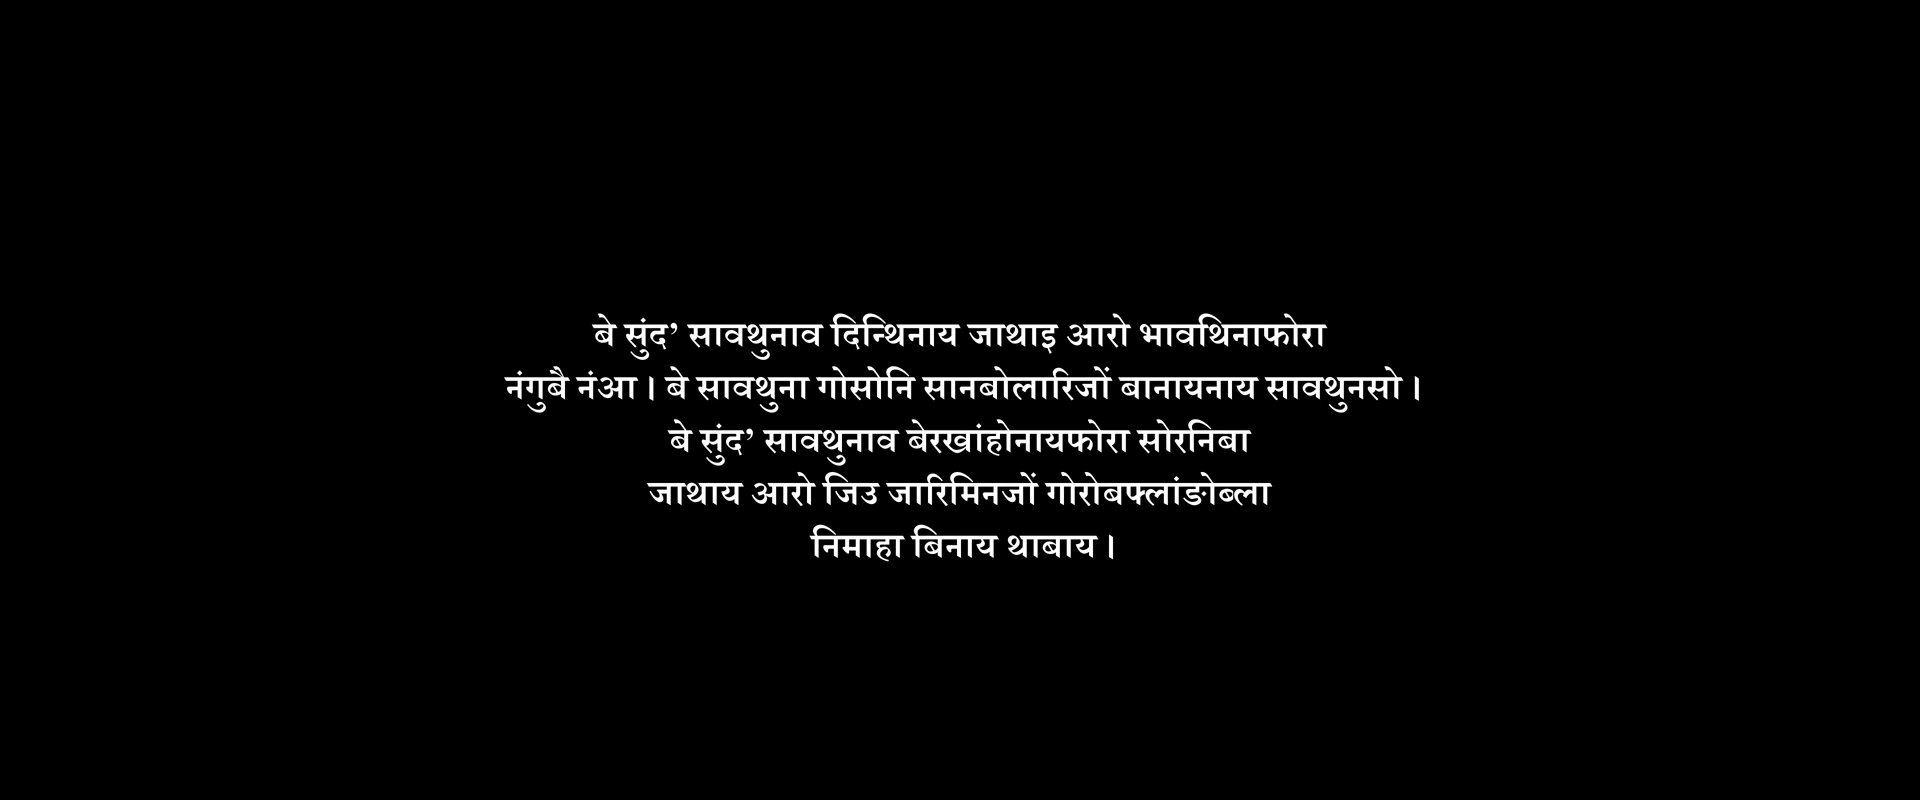 बे सुंद’ सावथुनाव दिन्थिनाय जाथाइ आरो भावथिनाफोरा
नंगुबै नंआ। बे सावथुना गोसोनि सानबोलारिजों बानायनाय सावथुनसो।
बे सुंद’ सावथुनाव बेरखांहोनायफोरा सोरनिबा
जाथाय आरो जिउ जारिमिनजों गोरोबफ्लांङोब्ला
निमाहा बिनाय थाबाय।